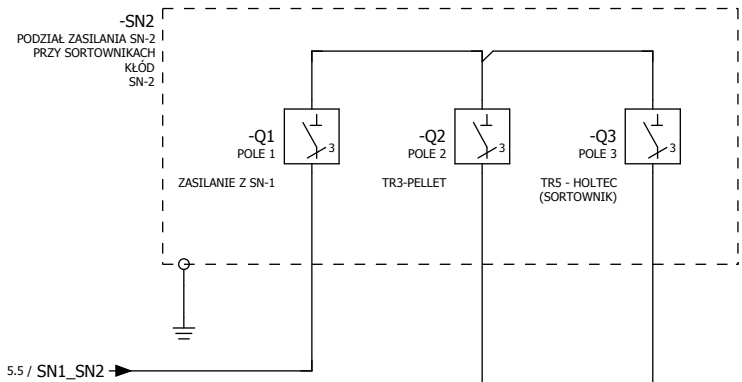 -SN2
PODZIAŁ ZASILANIA SN-2
PRZY SORTOWNIKACH
KŁÓD
SN-2
-Q1
POLE 1
3
ZASILANIE Z SN-1
-Q2
POLE 2
3
TR3-PELLET
-Q3
POLE 3
3
TR5 - HOLTEC
(SORTOWNIK)
5.5 / SN1_SN2